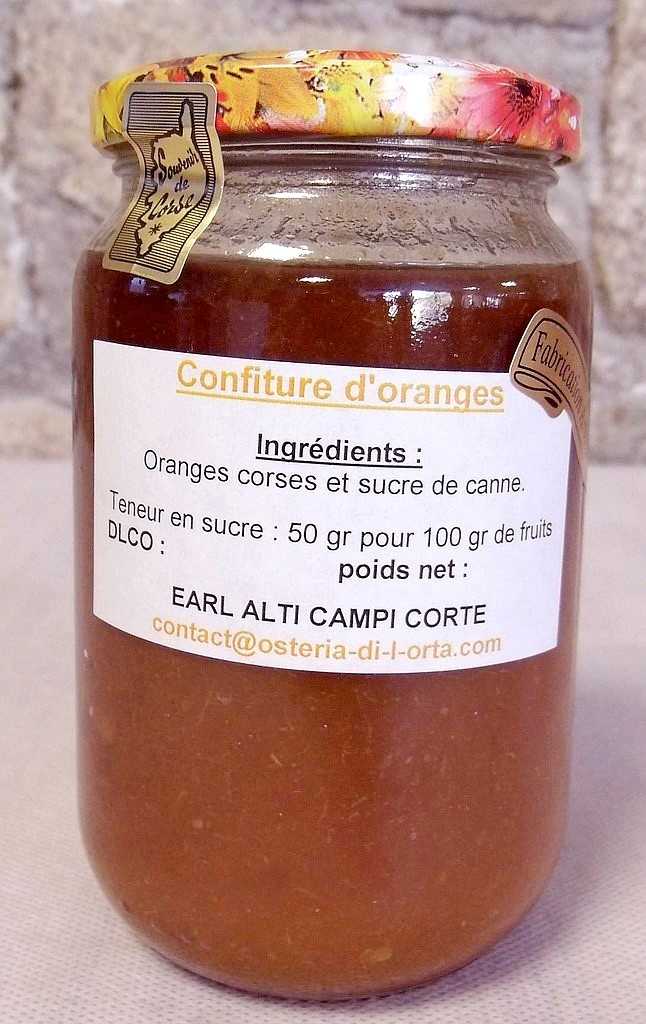 Souvenir
de
Corse
Fabrication
Confiture d'oranges
Ingrédients :
Oranges corses et sucre de canne.
Teneur en sucre : 50 gr pour 100 gr de fruits
DLCO :
poids net :
EARL ALTI CAMPI CORTE
contact@osteria-di-l-orta.com